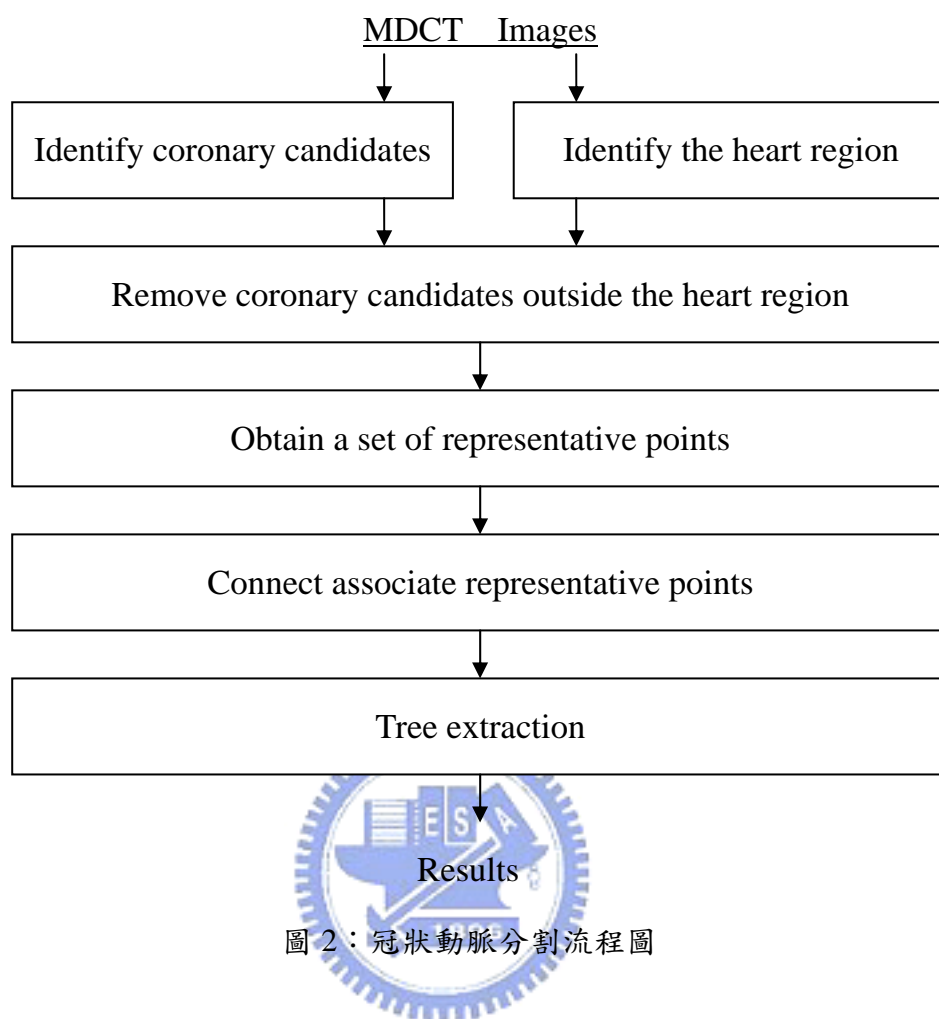 MDCT Images
Identify coronary candidates
Identify the heart region
Remove coronary candidates outside the heart region
Obtain a set of representative points
Connect associate representative points
Tree extraction
E S A
Results
1896
圖 2：冠狀動脈分割流程圖